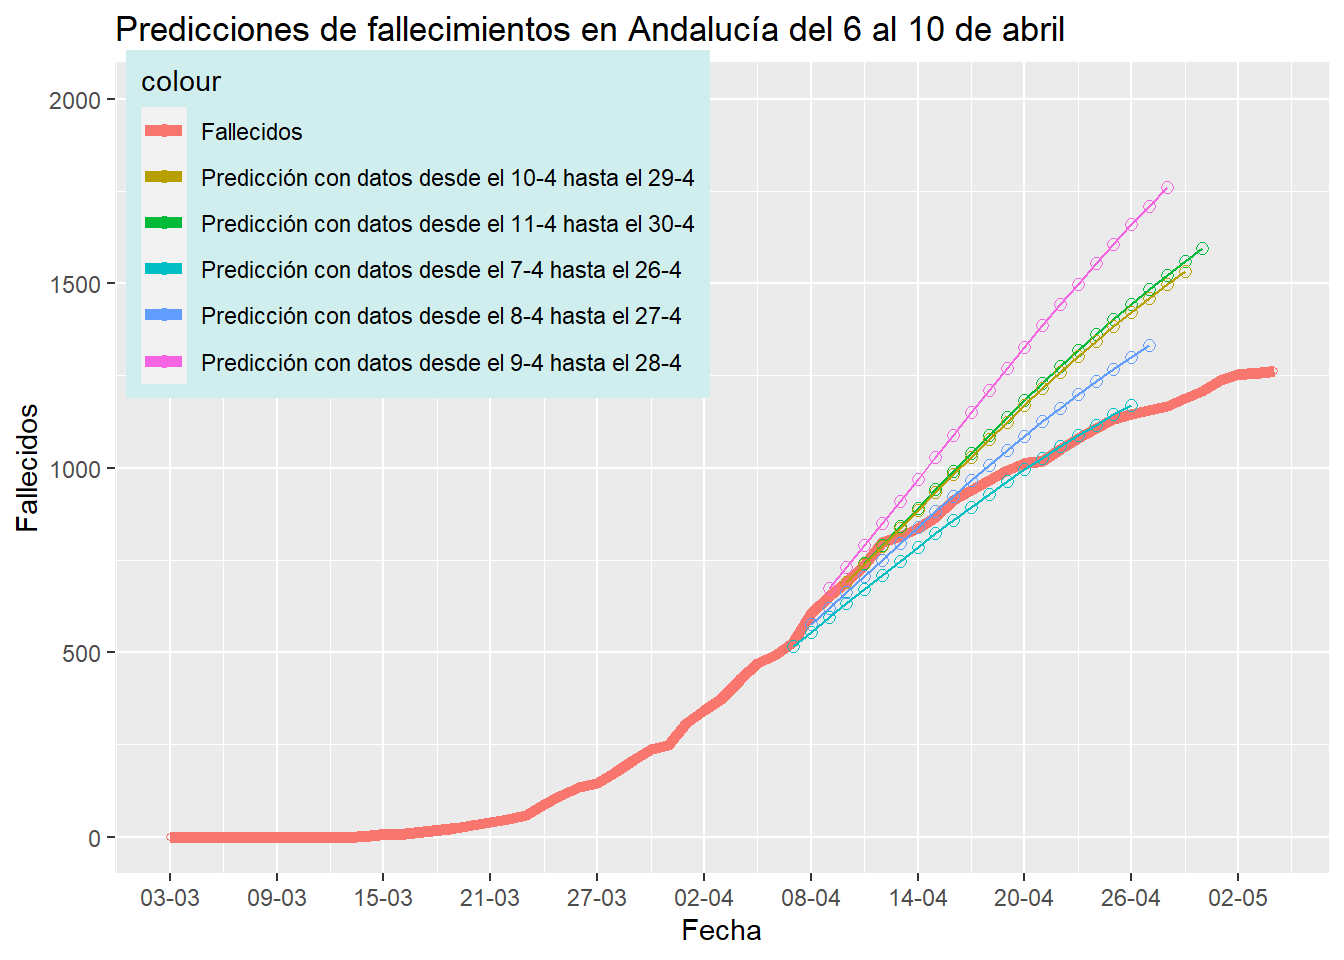 Predicciones de fallecimientos en Andalucía del 6 al 10 de abril
colour
Fallecidos
Predicción con datos desde el 10-4 hasta el 29-4
Predicción con datos desde el 11-4 hasta el 30-4
Predicción con datos desde el 7-4 hasta el 26-4
Predicción con datos desde el 8-4 hasta el 27-4
Predicción con datos desde el 9-4 hasta el 28-4
Fallecidos
2000
1500
1000
500
0
03-03 09-03 15-03 21-03 27-03 02-04 08-04 14-04 20-04 26-04 02-05
Fecha